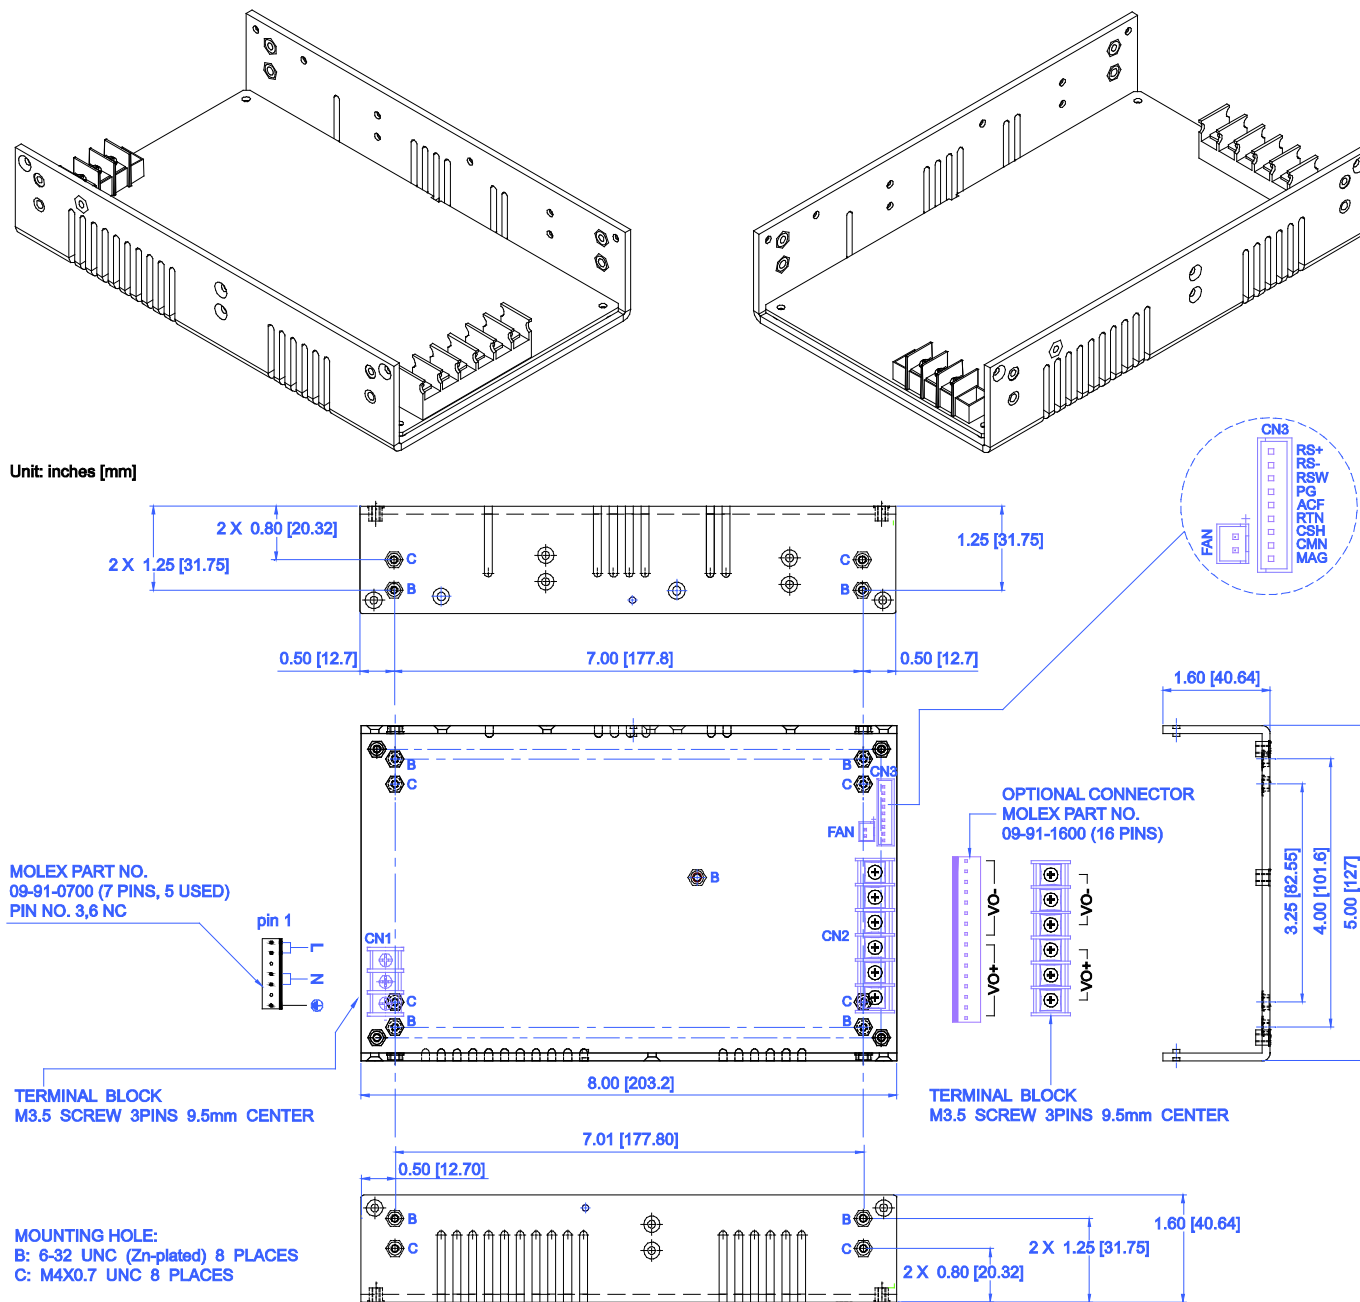 Unit: inches [mm]
CN3
RS+
RS-
RSW
PG
ACF
RTN
CSH
CMN
MAG
FAN
2 X 0.80 [20.32]
2 X 1.25 [31.75]
1.25 [31.75]
C
B
C
B
0.50 [12.7]
7.00 [177.8]
0.50 [12.7]
1.60 [40.64]
B
C
B
C
CN3
FAN
B
CN2
CN1
C
B
C
B
OPTIONAL CONNECTOR
MOLEX PART NO.
09-91-1600 (16 PINS)
VO-
VO+
VO-
VO+
3.25 [82.55]
4.00 [101.6]
5.00 [127]
MOLEX PART NO.
09-91-0700 (7 PINS, 5 USED)
PIN NO. 3,6 NC
pin 1
L
N
TERMINAL BLOCK
M3.5 SCREW 3PINS 9.5mm CENTER
8.00 [203.2]
TERMINAL BLOCK
M3.5 SCREW 3PINS 9.5mm CENTER
7.01 [177.80]
0.50 [12.70]
B
C
B
C
1.60 [40.64]
2 X 1.25 [31.75]
2 X 0.80 [20.32]
MOUNTING HOLE:
B: 6-32 UNC (Zn-plated) 8 PLACES
C: M4X0.7 UNC 8 PLACES